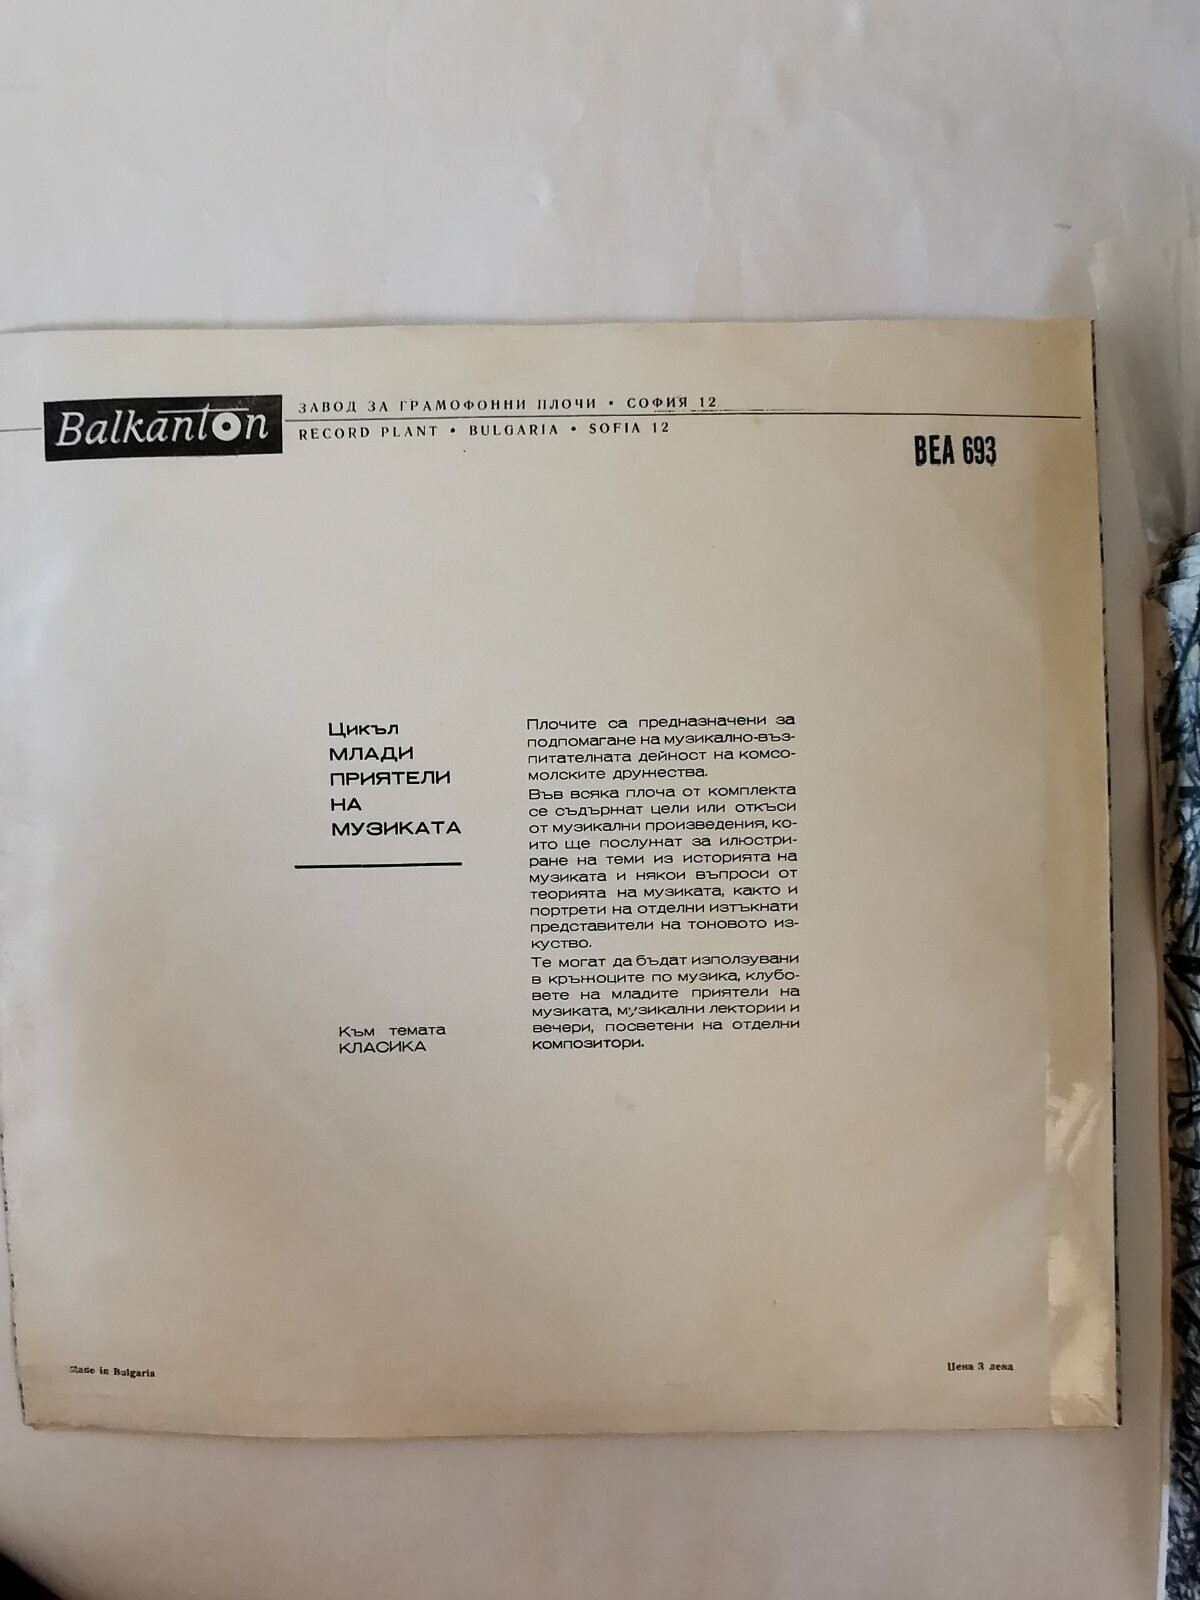 Balkanton
ЗАВОД ЗА ГРАМОФОННИ ПЛОЧИ • СОФИЯ 12
RECORD PLANT • BULGARIA • SOFIA 12
BEA 693
Цикъл
МЛАДИ
ПРИЯТЕЛИ
НА
МУЗИКАТА
Плочите са предназначени за
подпомагане на музикално-въз-
питателната дейност на комсо-
молските дружества.
Във всяка плоча от комплекта
се съдържат цели или откъси
от музикални произведения, ко-
ито ще послужат за илюстри-
ране на теми из историята на
музиката и някои въпроси от
теорията на музиката, както и
портрети на отделни изтъкнати
представители на тоновото из-
куство.
Те могат да бъдат използувани
в кръжоците по музика, клубо-
вете на младите приятели на
музиката, музикални лектории и
вечери, посветени на отделни
композитори.
Към темата
КЛАСИКА
Made in Bulgaria
Цена 3 лева